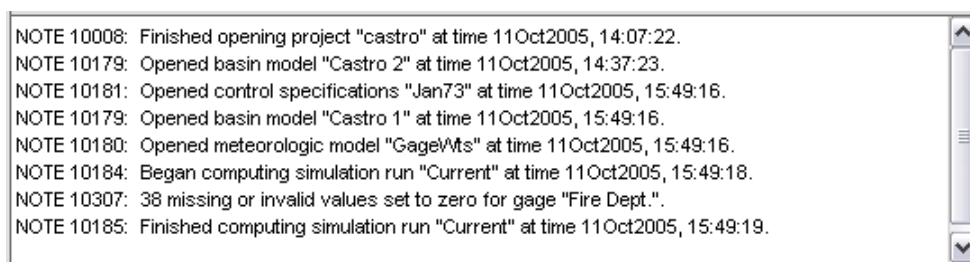 NOTE 10008:  Finished opening project "castro" at time 11Oct2005, 14:07:22.
NOTE 10179:  Opened basin model "Castro 2" at time 11Oct2005, 14:37:23.
NOTE 10181:  Opened control specifications "Jan73" at time 11Oct2005, 15:49:16.
NOTE 10179:  Opened basin model "Castro 1" at time 11Oct2005, 15:49:16.
NOTE 10180:  Opened meteorologic model "GageWts" at time 11Oct2005, 15:49:16.
NOTE 10184:  Began computing simulation run "Current" at time 11Oct2005, 15:49:18.
NOTE 10307:  38 missing or invalid values set to zero for gage "Fire Dept.".
NOTE 10185:  Finished computing simulation run "Current" at time 11Oct2005, 15:49:19.